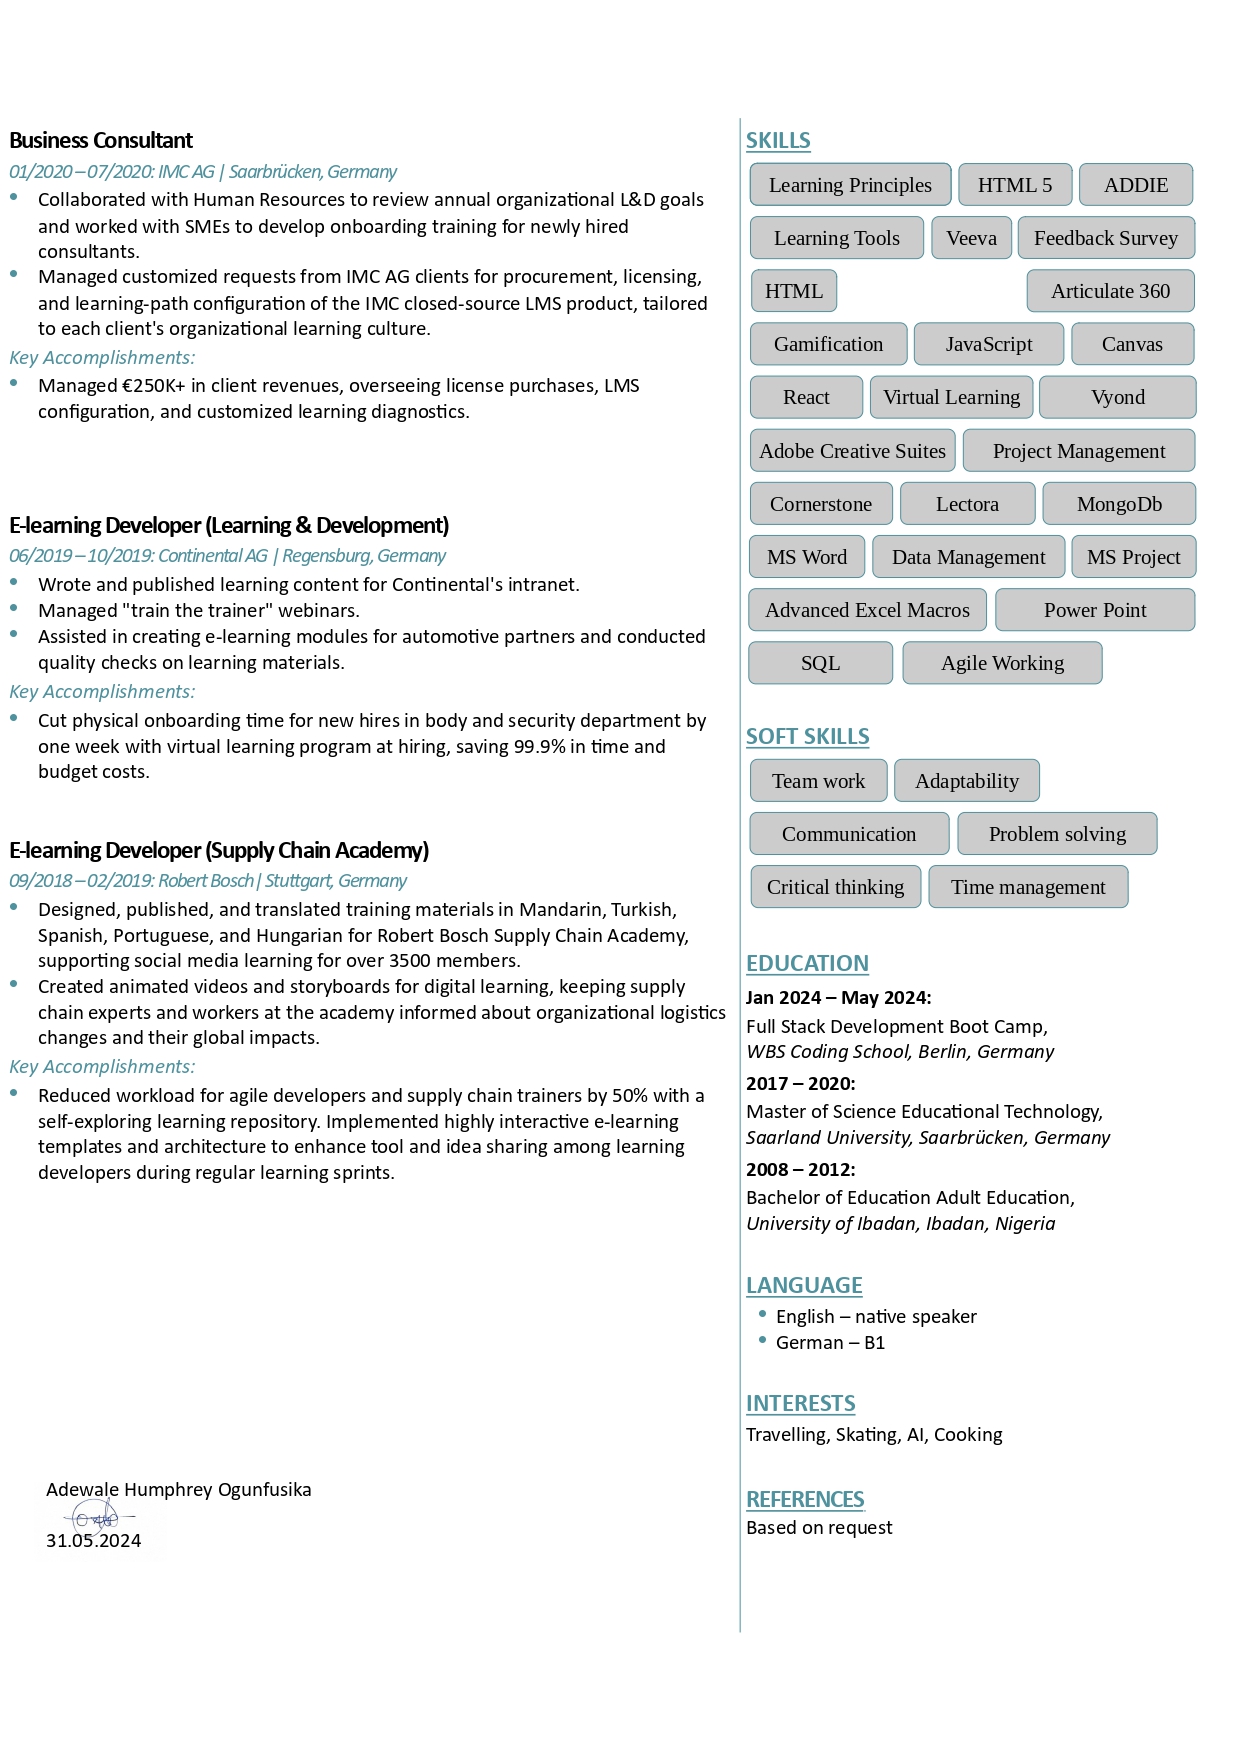 Business Consultant
01/2020 – 07/2020: IMC AG | Saarbrücken, Germany
• Collaborated with Human Resources to review annual organizational L&D goals
and worked with SMEs to develop onboarding training for newly hired
consultants.
• Managed customized requests from IMC AG clients for procurement, licensing,
and learning-path configuration of the IMC closed-source LMS product, tailored
to each client's organizational learning culture.
Key Accomplishments:
• Managed €250K+ in client revenues, overseeing license purchases, LMS
configuration, and customized learning diagnostics.
E-learning Developer (Learning & Development)
06/2019 – 10/2019: Continental AG | Regensburg, Germany
• Wrote and published learning content for Continental's intranet.
• Managed "train the trainer" webinars.
• Assisted in creating e-learning modules for automotive partners and conducted
quality checks on learning materials.
Key Accomplishments:
• Cut physical onboarding time for new hires in body and security department by
one week with virtual learning program at hiring, saving 99.9% in time and
budget costs.
E-learning Developer (Supply Chain Academy)
09/2018 – 02/2019: Robert Bosch| Stuttgart, Germany
• Designed, published, and translated training materials in Mandarin, Turkish,
Spanish, Portuguese, and Hungarian for Robert Bosch Supply Chain Academy,
supporting social media learning for over 3500 members.
• Created animated videos and storyboards for digital learning, keeping supply
chain experts and workers at the academy informed about organizational logistics
changes and their global impacts.
Key Accomplishments:
• Reduced workload for agile developers and supply chain trainers by 50% with a
self-exploring learning repository. Implemented highly interactive e-learning
templates and architecture to enhance tool and idea sharing among learning
developers during regular learning sprints.
Adewale Humphrey Ogunfusika
31.05.2024
SKILLS
Learning Principles HTML 5 ADDIE
Learning Tools Veeva Feedback Survey
HTML Articulate 360
Gamification JavaScript Canvas
React Virtual Learning Vyond
Adobe Creative Suites Project Management
Cornerstone Lectora MongoDb
MS Word Data Management MS Project
Advanced Excel Macros Power Point
SQL Agile Working
SOFT SKILLS
Team work Adaptability
Communication Problem solving
Critical thinking Time management
EDUCATION
Jan 2024 – May 2024:
Full Stack Development Boot Camp,
WBS Coding School, Berlin, Germany
2017 – 2020:
Master of Science Educational Technology,
Saarland University, Saarbrücken, Germany
2008 – 2012:
Bachelor of Education Adult Education,
University of Ibadan, Ibadan, Nigeria
LANGUAGE
• English – native speaker
• German – B1
INTERESTS
Travelling, Skating, AI, Cooking
REFERENCES
Based on request